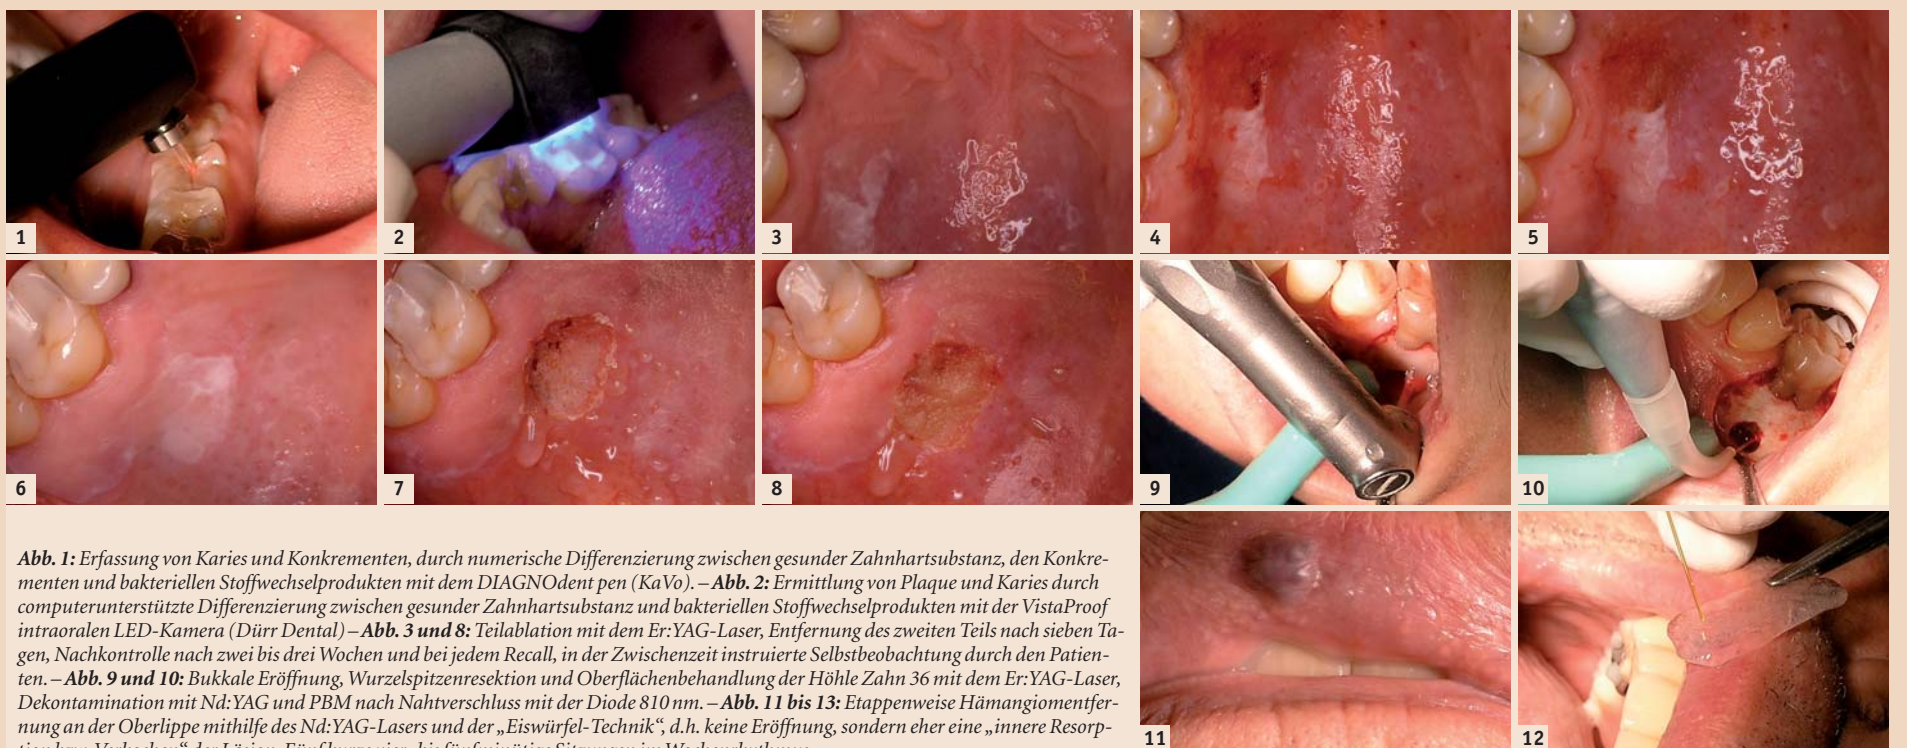 1
2
3
4
5
6
7
8
9
10
Abb. 1: Erfassung von Karies und Konkrementen, durch numerische Differenzierung zwischen gesunder Zahnhartsubstanz, den Konkre-
menten und bakteriellen Stoffwechselprodukten mit dem DIAGNOdent pen (KaVo). – Abb. 2: Ermittlung von Plaque und Karies durch
computerunterstützte Differenzierung zwischen gesunder Zahnhartsubstanz und bakteriellen Stoffwechselprodukten mit der VistaProof
intraoralen LED-Kamera (Dürr Dental) – Abb. 3 und 8: Teilablation mit dem Er:YAG-Laser, Entfernung des zweiten Teils nach sieben Ta-
gen, Nachkontrolle nach zwei bis drei Wochen und bei jedem Recall, in der Zwischenzeit instruierte Selbstbeobachtung durch den Patien-
ten. – Abb. 9 und 10: Bukkale Eröffnung, Wurzelspitzenresektion und Oberflächenbehandlung der Höhle Zahn 36 mit dem Er:YAG-Laser,
Dekontamination mit Nd:YAG und PBM nach Nahtverschluss mit der Diode 810 nm. – Abb. 11 bis 13: Etappenweise Hämangiomentfer-
nung an der Oberlippe mithilfe des Nd:YAG-Lasers und der „Eiswürfel-Technik“, d.h. keine Eröffnung, sondern eher eine „innere Resorp-
11
12